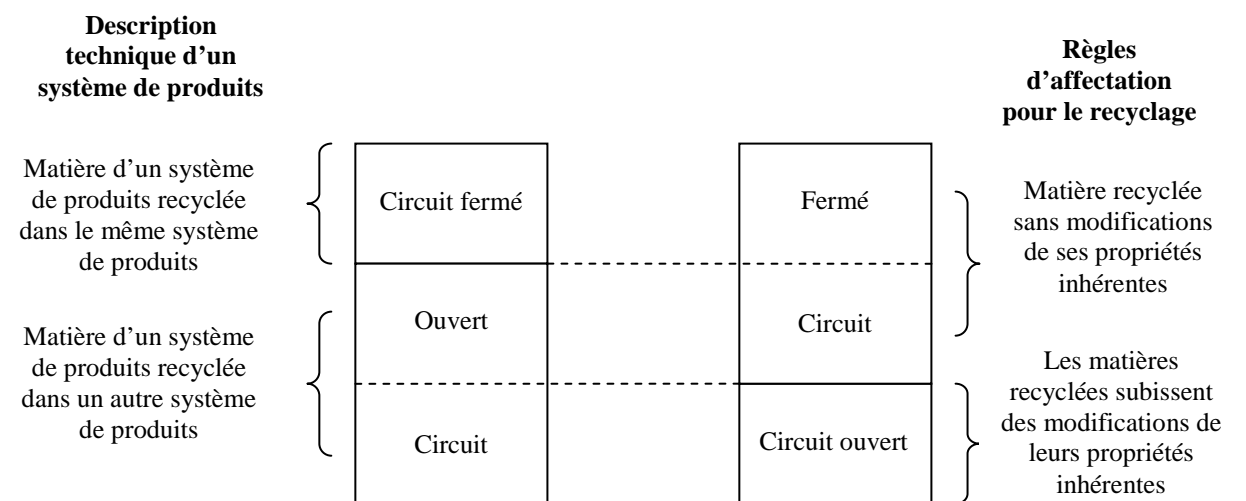 Description
technique d'un
système de produits
Règles
d'affectation
pour le recyclage
Matière d'un système
de produits recyclée
dans le même système
de produits
Circuit fermé
Fermé
Matière recyclée
sans modifications
de ses propriétés
inhérentes
Matière d'un système
de produits recyclée
dans un autre système
de produits
Ouvert
Circuit
Circuit
Circuit ouvert
Les matières
recyclées subissent
des modifications de
leurs propriétés
inhérentes